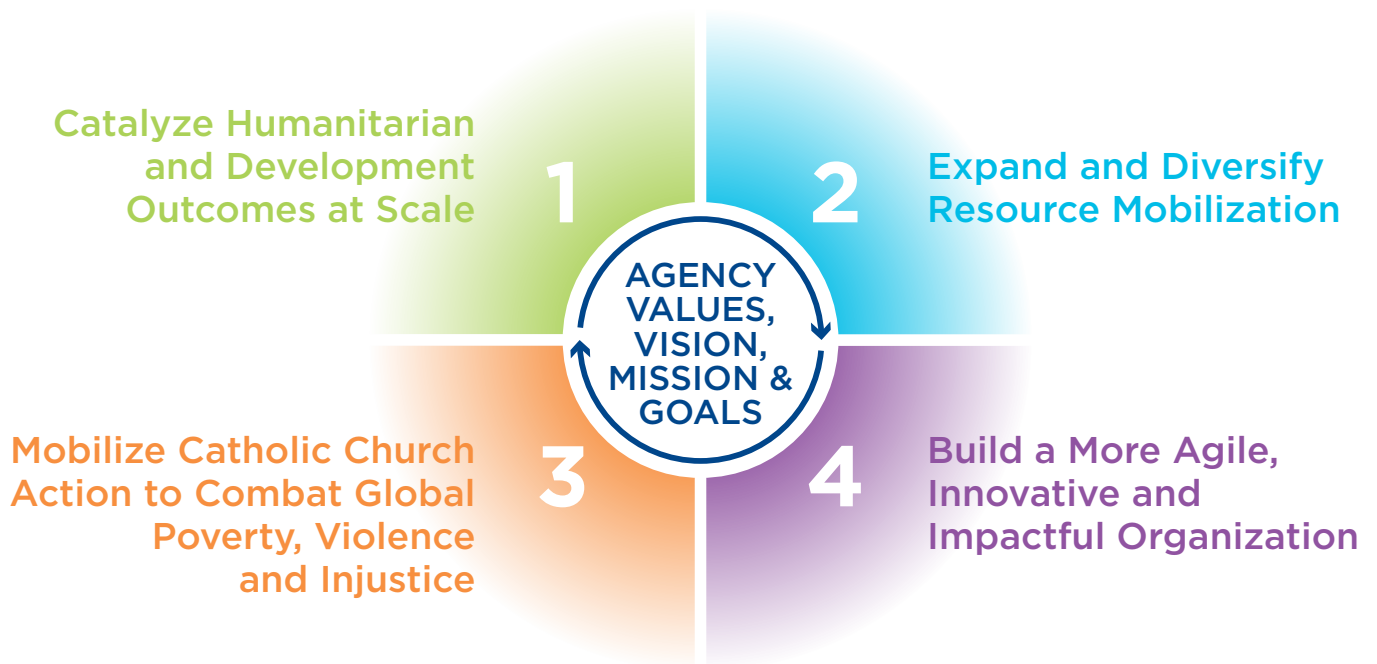 Catalyze Humanitarian
and Development
Outcomes at Scale
1
2
Expand and Diversify
Resource Mobilization
AGENCY
VALUES,
VISION,
MISSION &
GOALS
Mobilize Catholic Church
Action to Combat Global
Poverty, Violence
and Injustice
3
4
Build a More Agile,
Innovative and
Impactful Organization